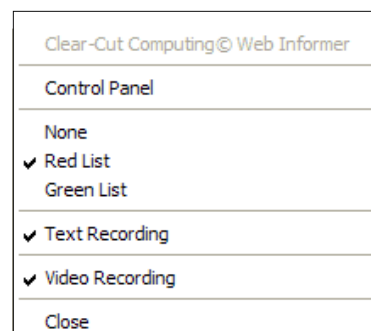 Clear-Cut Computing© Web Informer
Control Panel
None
Red List
Green List
Text Recording
Video Recording
Close